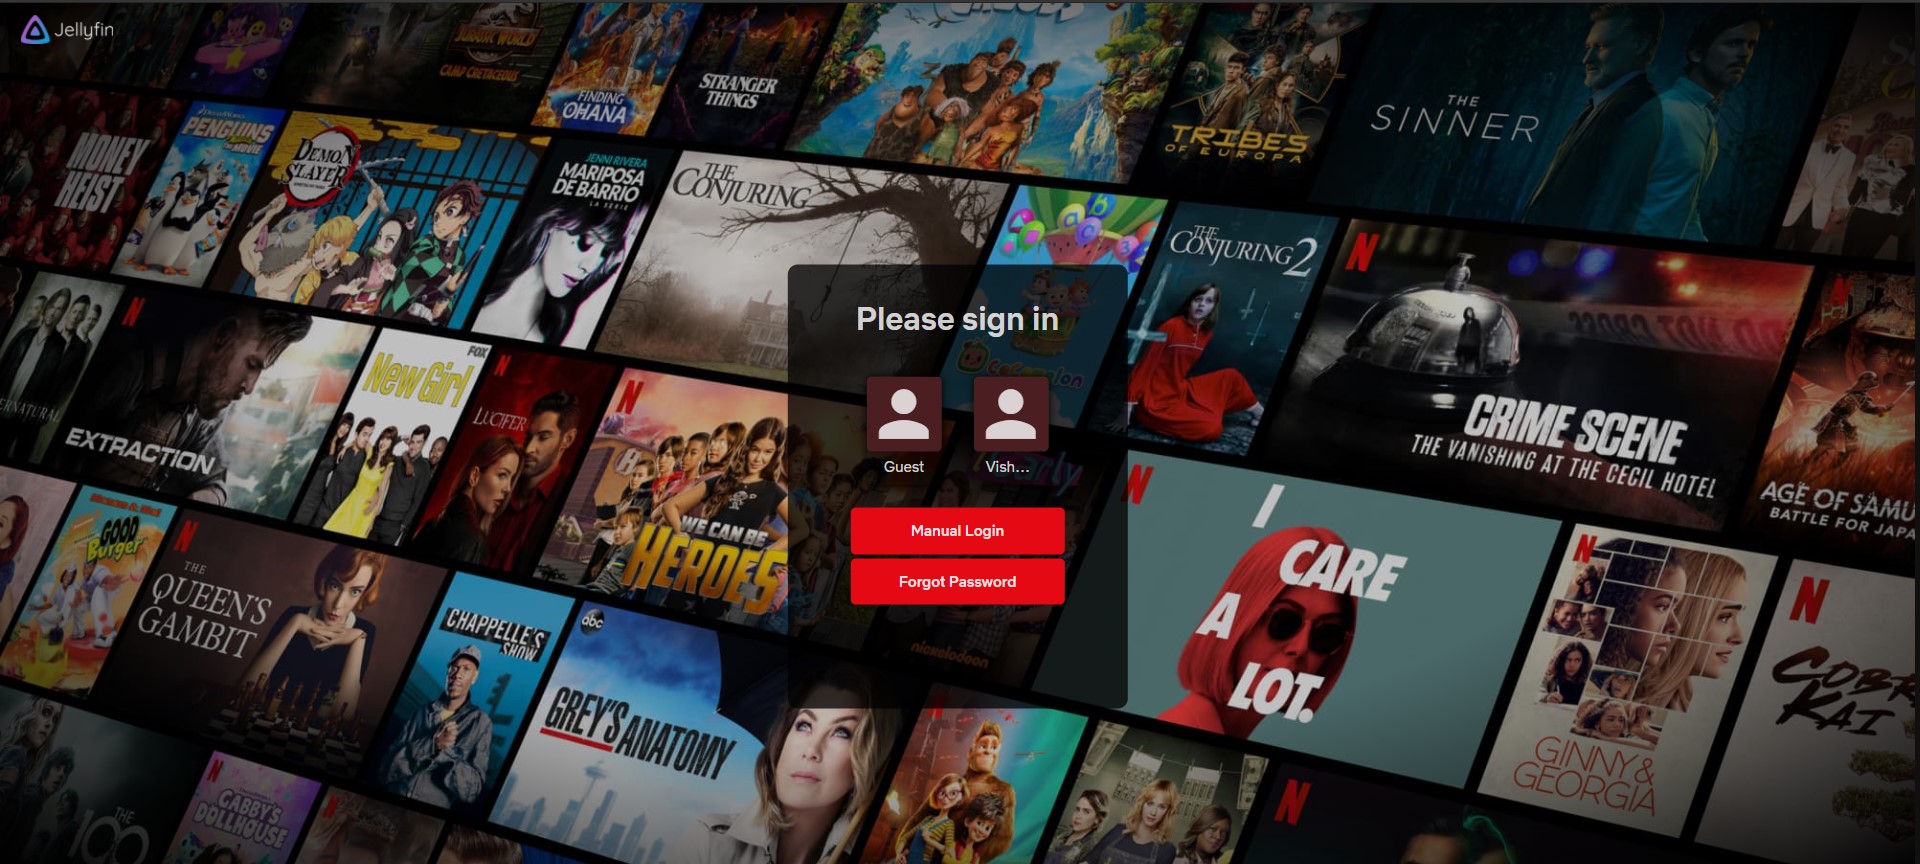 Jellyfin
JURASSIC WORLD
CAMP CRETACEOUS
FINDING
'OHANA
STRANGER
THINGS
TRIBES
OF EUROPA
THE
SINNER
MONEY
HEIST
PENGUINS
THE MOVIE
DEMON
SLAYER
JENNI RIVERA
MARIPOSA
DE BARRIO
LA SERIE
THE
CONJURING
THE
CONJURING 2
N
CRIME SCENE
THE VANISHING AT THE CECIL HOTEL
N
AGE OF SAMU
BATTLE FOR JAPA
Please sign in
Guest
Vish...
Manual Login
Forgot Password
CoComelon
ERNATURAL
N
EXTRACTION
FOX
New Girl
N
LUCIFER
N
WE CAN BE
HEROES
nickelodeon
N
I
CARE
A
LOT.
N
GINNY &
GEORGIA
N
COBR
KAI
GOOD
Burger
N
THE
QUEEN'S
GAMBIT
CHAPPELLE'S
SHOW
abc
GREY'S ANATOMY
THE
100
N
GABBY'S
DOLLHOUSE
N
N
N